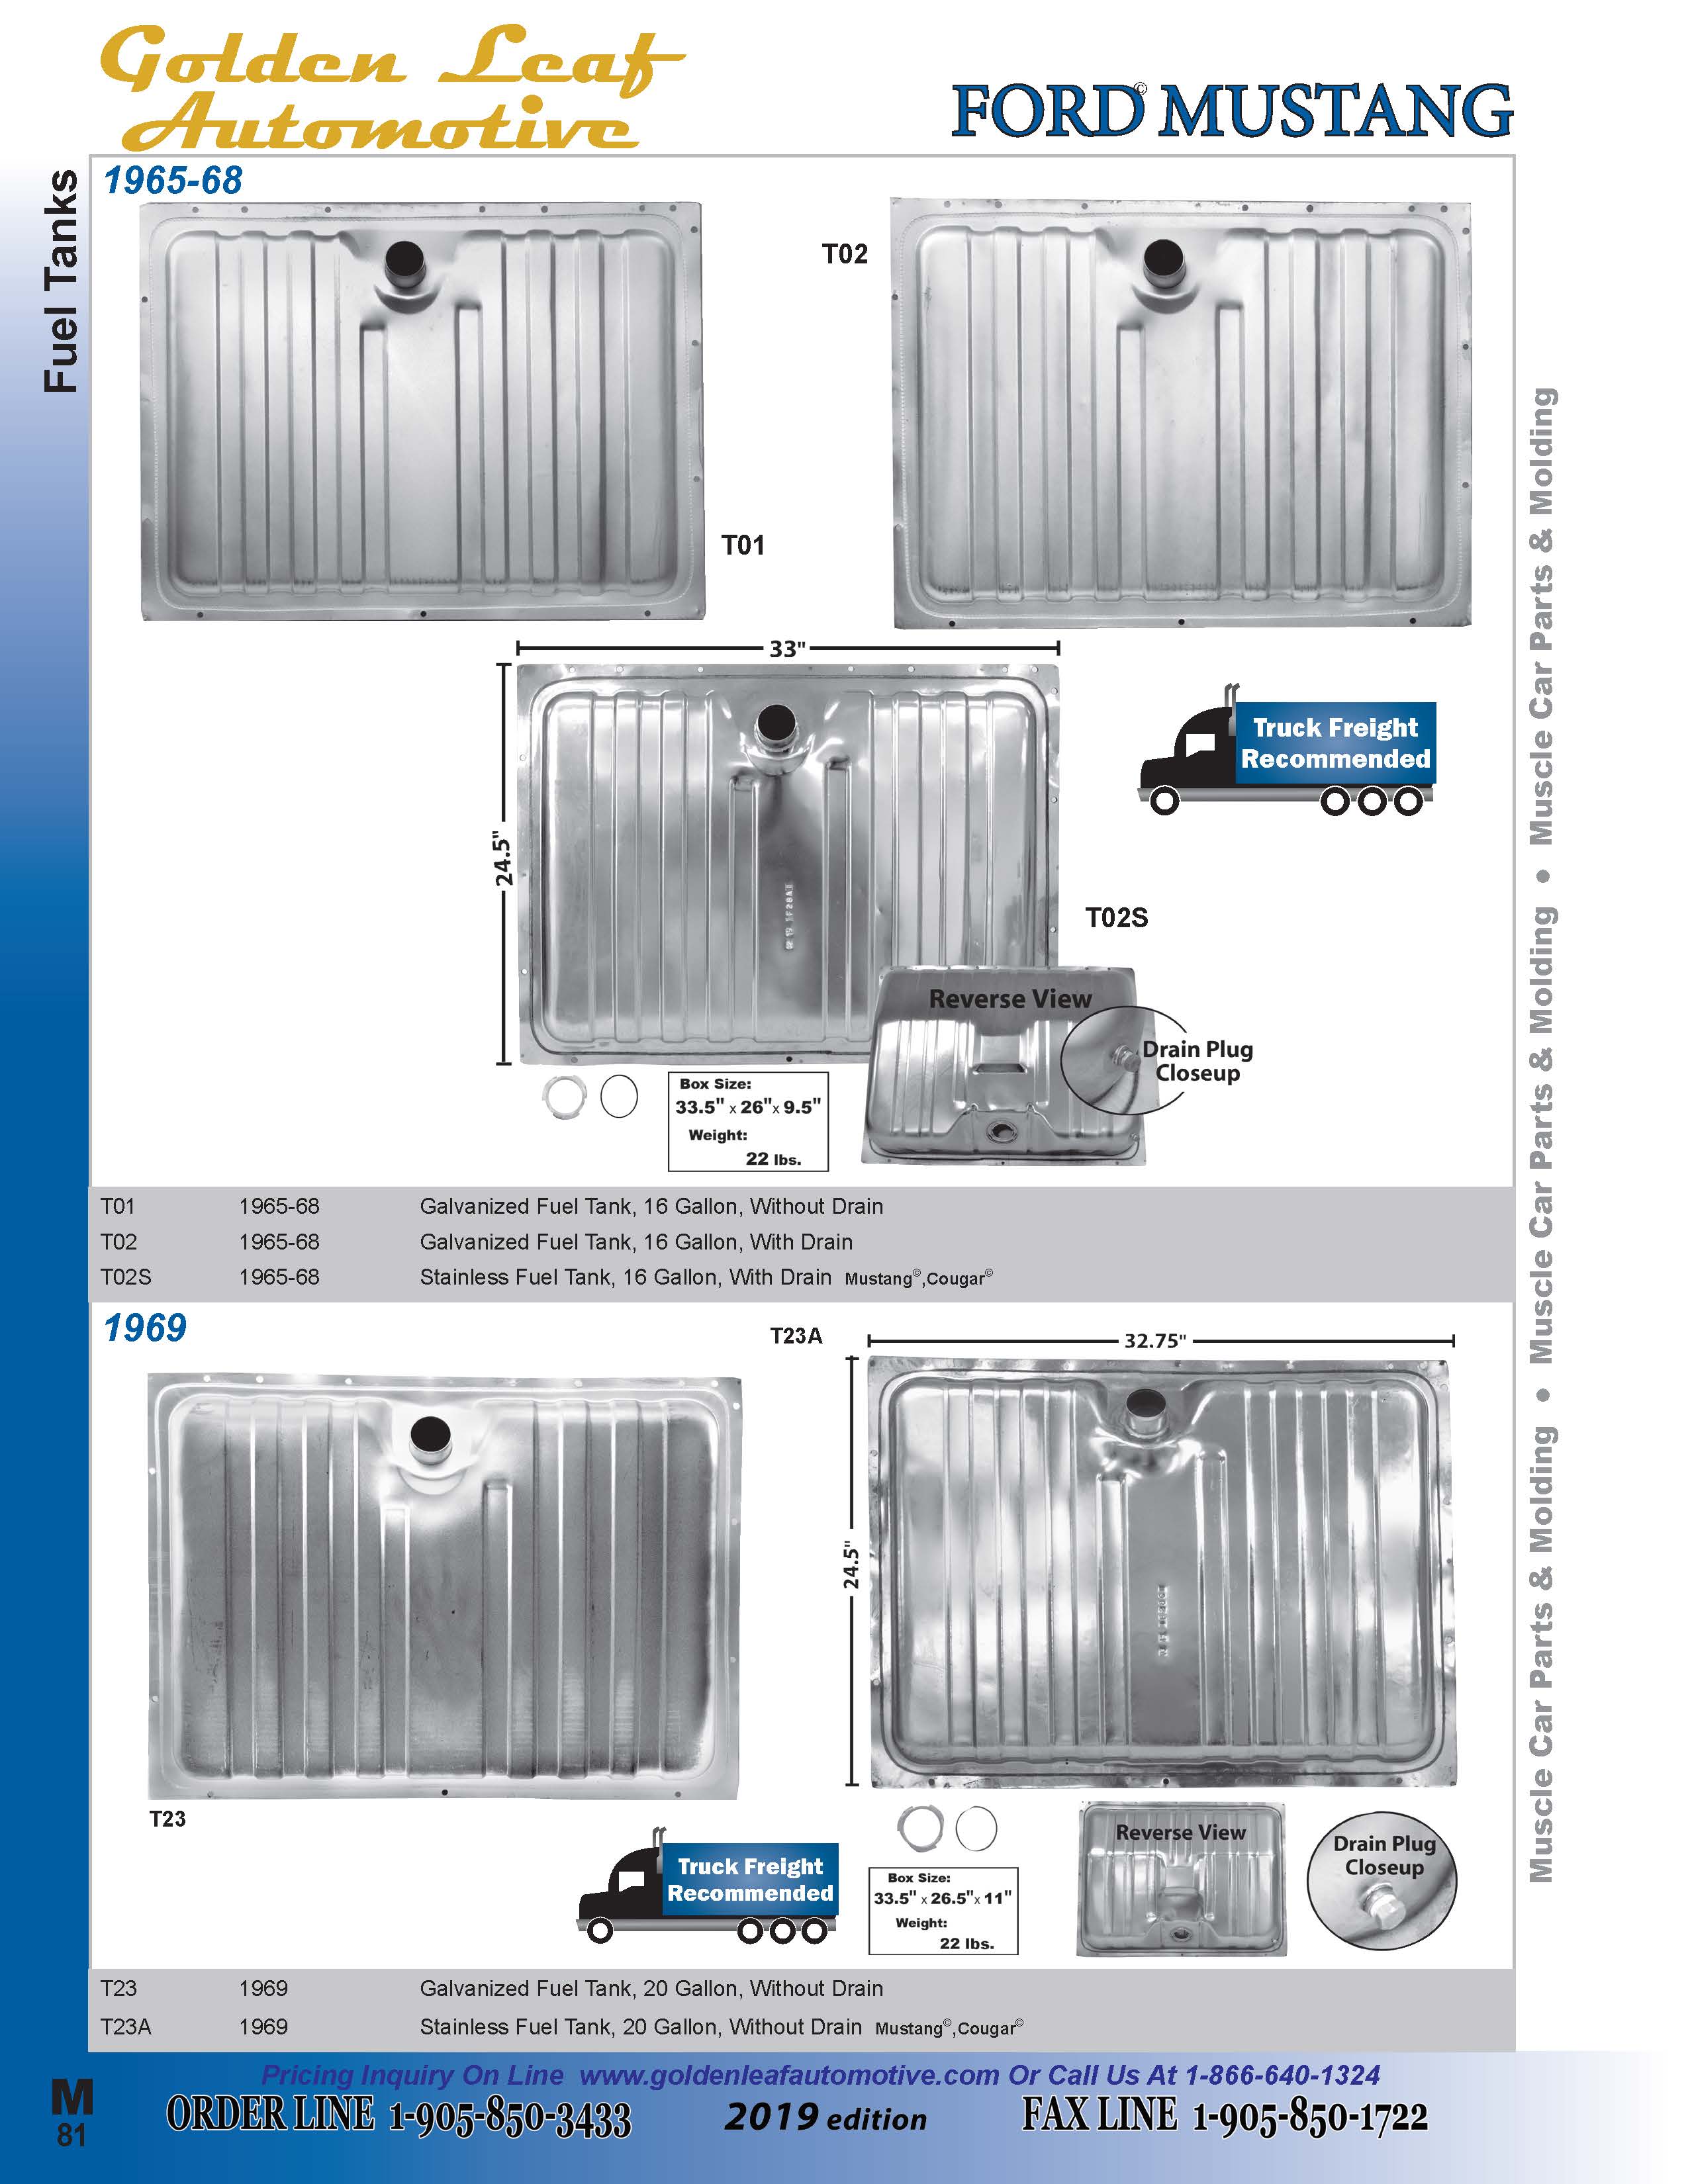 Golden Leaf
Automotive
FORD© MUSTANG
Fuel Tanks
1965-68
T02
T01
33"
24.5"
Truck Freight
Recommended
T02S
Reverse View
Drain Plug
Closeup
Box Size:
33.5" x 26" x 9.5"
Weight:
22 lbs.
T01 1965-68 Galvanized Fuel Tank, 16 Gallon, Without Drain
T02 1965-68 Galvanized Fuel Tank, 16 Gallon, With Drain
T02S 1965-68 Stainless Fuel Tank, 16 Gallon, With Drain Mustang©,Cougar©
1969
T23A
32.75"
24.5"
T23
Truck Freight
Recommended
Box Size:
33.5" x 26.5" x 11"
Weight:
22 lbs.
Reverse View
Drain Plug
Closeup
T23 1969 Galvanized Fuel Tank, 20 Gallon, Without Drain
T23A 1969 Stainless Fuel Tank, 20 Gallon, Without Drain Mustang©,Cougar©
Muscle Car Parts & Molding • Muscle Car Parts & Molding • Muscle Car Parts & Molding
Pricing Inquiry On Line www.goldenleafautomotive.com Or Call Us At 1-866-640-1324
M
81
ORDER LINE 1-905-850-3433
2019 edition
FAX LINE 1-905-850-1722